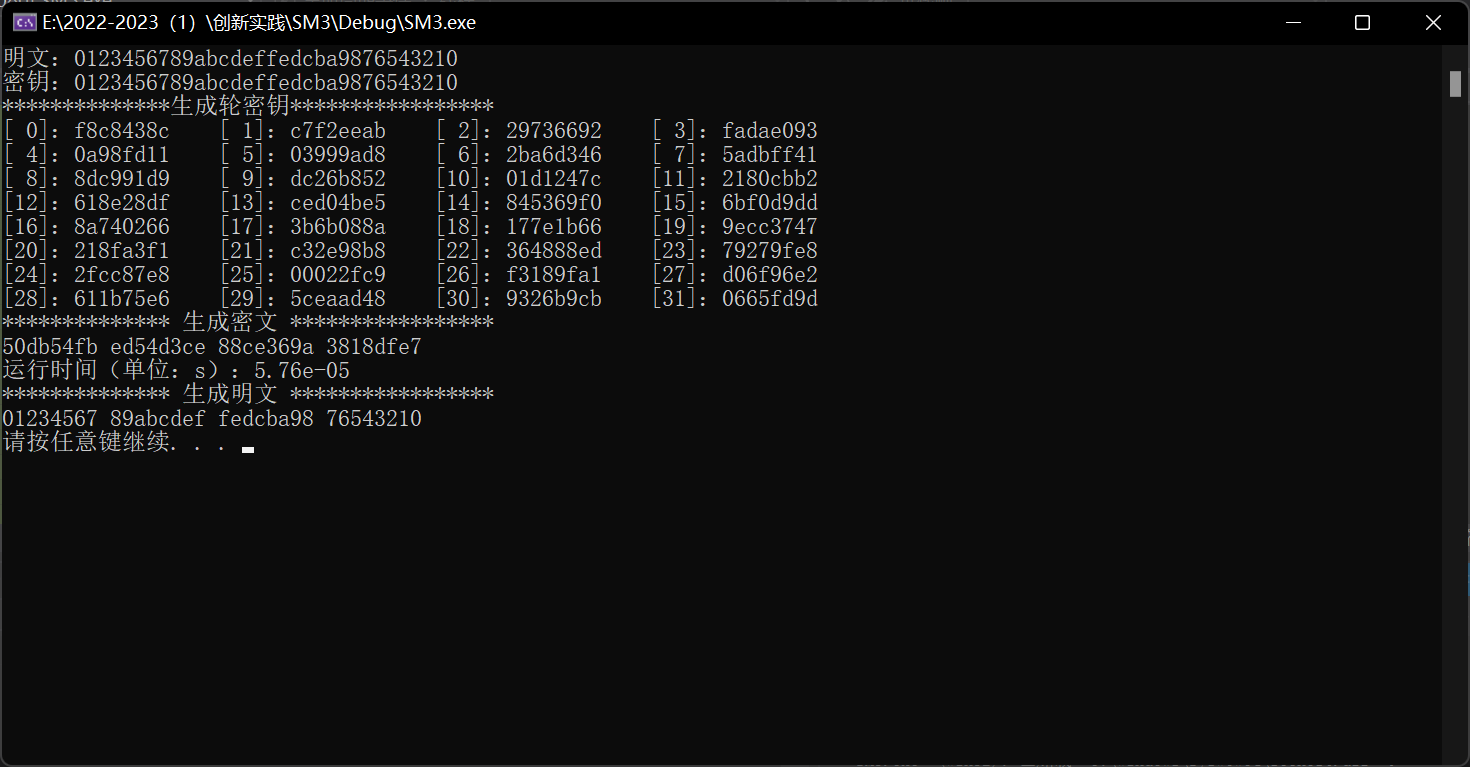 E:\2022-2023（1）\创新实践\SM3\Debug\SM3.exe
明文：0123456789abcdeffedcba9876543210
密钥：0123456789abcdeffedcba9876543210
**************生成轮密钥*****************
[ 0]：f8c8438c    [ 1]：c7f2eeab    [ 2]：29736692    [ 3]：fadae093
[ 4]：0a98fd11    [ 5]：03999ad8    [ 6]：2ba6d346    [ 7]：5adbff41
[ 8]：8dc991d9    [ 9]：dc26b852    [10]：01d1247c    [11]：2180cbb2
[12]：618e28df    [13]：ced04be5    [14]：845369f0    [15]：6bf0d9dd
[16]：8a740266    [17]：3b6b088a    [18]：177e1b66    [19]：9ecc3747
[20]：218fa3f1    [21]：c32e98b8    [22]：364888ed    [23]：79279fe8
[24]：2fcc87e8    [25]：00022fc9    [26]：f3189fa1    [27]：d06f96e2
[28]：611b75e6    [29]：5ceaad48    [30]：9326b9cb    [31]：0665fd9d
************** 生成密文 *****************
50db54fb ed54d3ce 88ce369a 3818dfe7
运行时间（单位：s）：5.76e-05
************** 生成明文 *****************
01234567 89abcdef fedcba98 76543210
请按任意键继续. . .